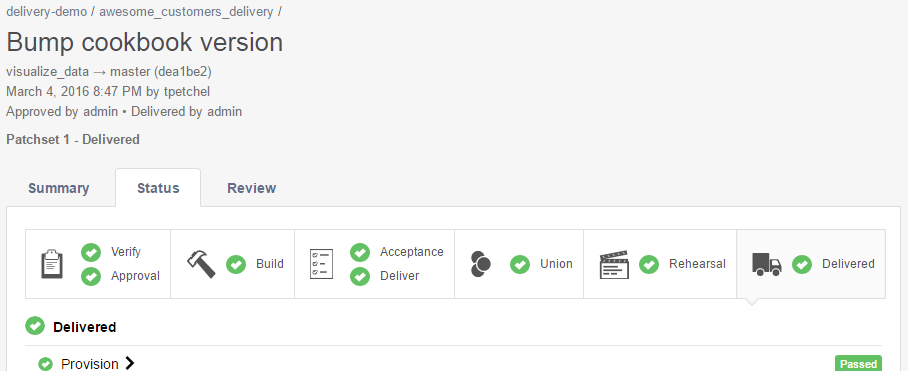 delivery-demo / awesome_customers_delivery /
Bump cookbook version
visualize_data → master (dea1be2)
March 4, 2016 8:47 PM by tpetchel
Approved by admin • Delivered by admin
Patchset 1 - Delivered
Summary Status Review
Verify
Approval
Build
Acceptance
Deliver
Union
Rehearsal
Delivered
Delivered
Provision
Passed